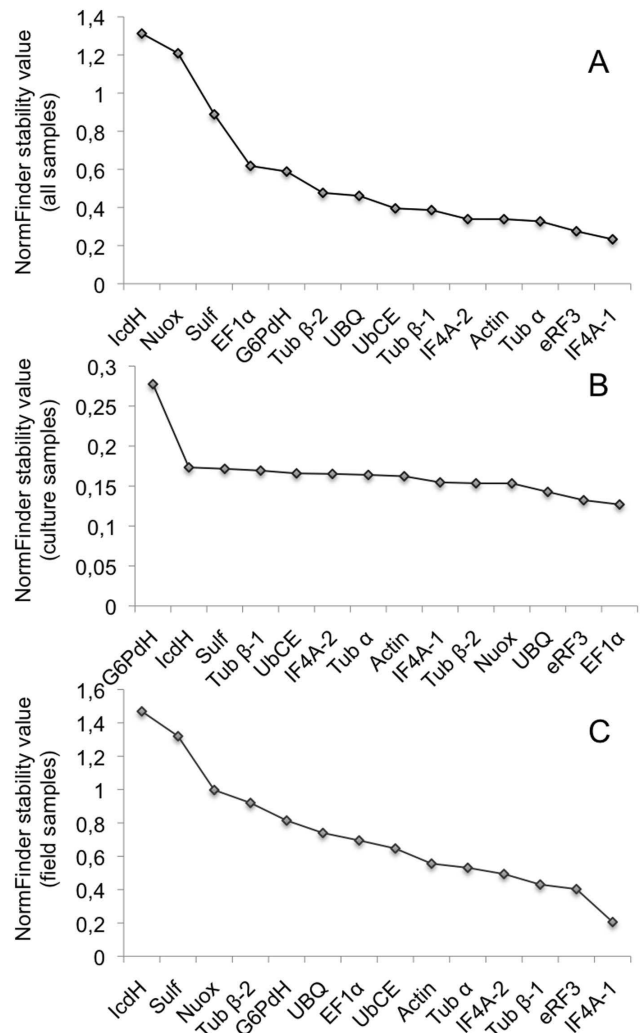 A
NormFinder stability value
(all samples)
1,4
1,2
1
0,8
0,6
0,4
0,2
0
IcdH Nuox Sulf EF1α G6PdH Tub β-2 UBQ UbCE Tub β-1 IF4A-2 Actin Tub α eRF3 IF4A-1
B
NormFinder stability value
(culture samples)
0,3
0,25
0,2
0,15
0,1
0,05
0
G6PdH IcdH Sulf Tub β-1 UbCE IF4A-2 Tub α Actin IF4A-1 Tub β-2 Nuox UBQ eRF3 EF1α
C
NormFinder stability value
(field samples)
1,6
1,4
1,2
1
0,8
0,6
0,4
0,2
0
IcdH Sulf Nuox Tub β-2 G6PdH UBQ EF1α UbCE Actin Tub α IF4A-2 Tub β-1 eRF3 IF4A-1